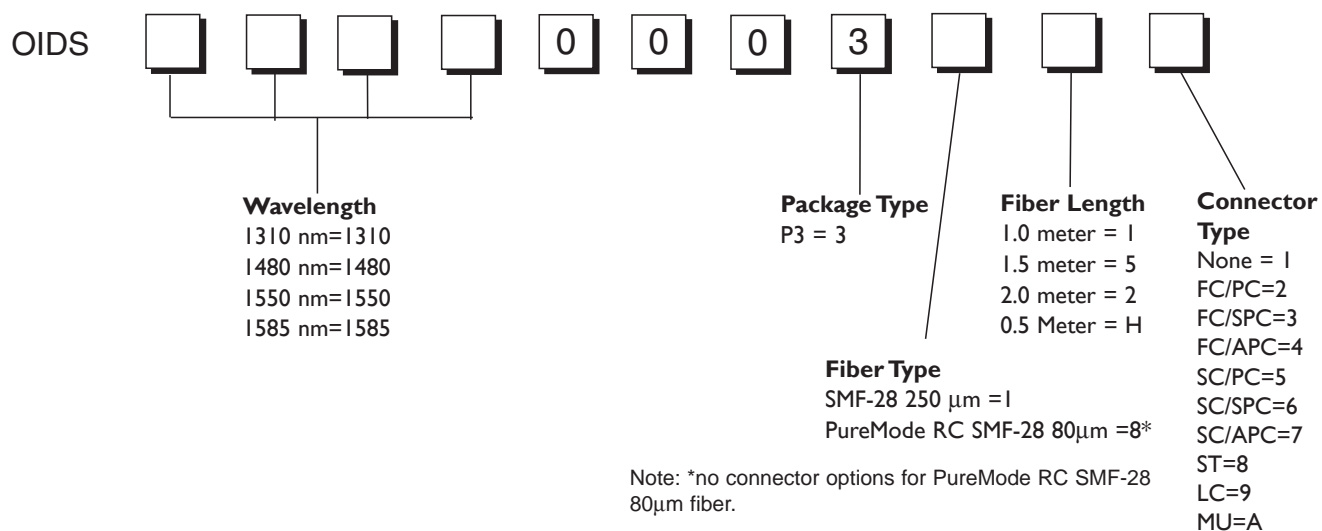 OIDS 0 0 0 3
Wavelength
1310 nm=1310
1480 nm=1480
1550 nm=1550
1585 nm=1585
Package Type
P3 = 3
Fiber Type
SMF-28 250 μm =1
PureMode RC SMF-28 80μm =8*
Fiber Length
1.0 meter = 1
1.5 meter = 5
2.0 meter = 2
0.5 Meter = H
Connector
Type
None = 1
FC/PC=2
FC/SPC=3
FC/APC=4
SC/PC=5
SC/SPC=6
SC/APC=7
ST=8
LC=9
MU=A
Note: *no connector options for PureMode RC SMF-28
80μm fiber.